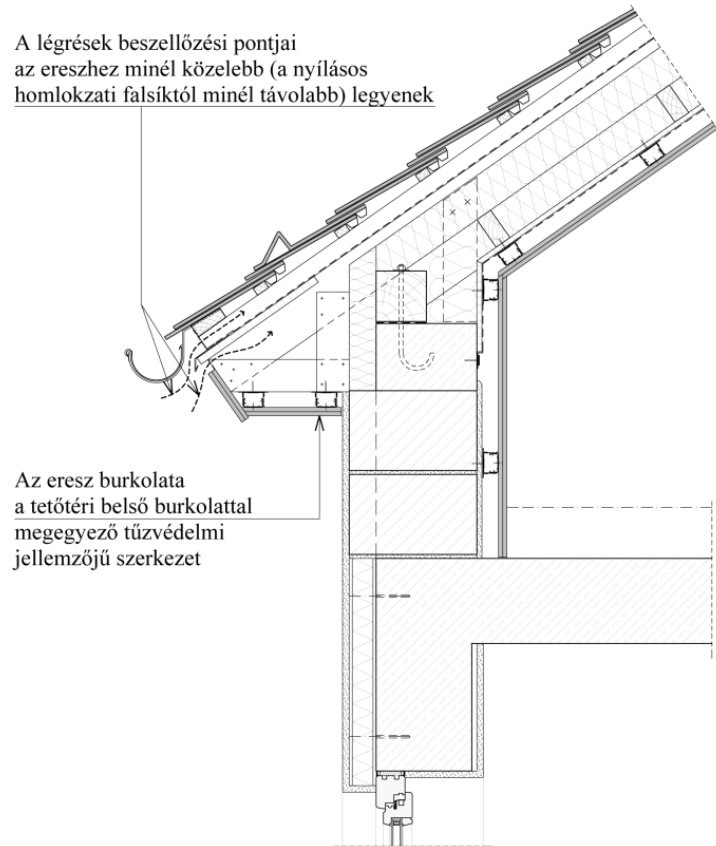 A légrések beszellőzési pontjai
az ereszhez minél közelebb (a nyílásos
homlokzati falsíktól minél távolabb) legyenek
Az eresz burkolata
a tetőtéri belső burkolattal
megegyező tűzvédelmi
jellemzőjű szerkezet